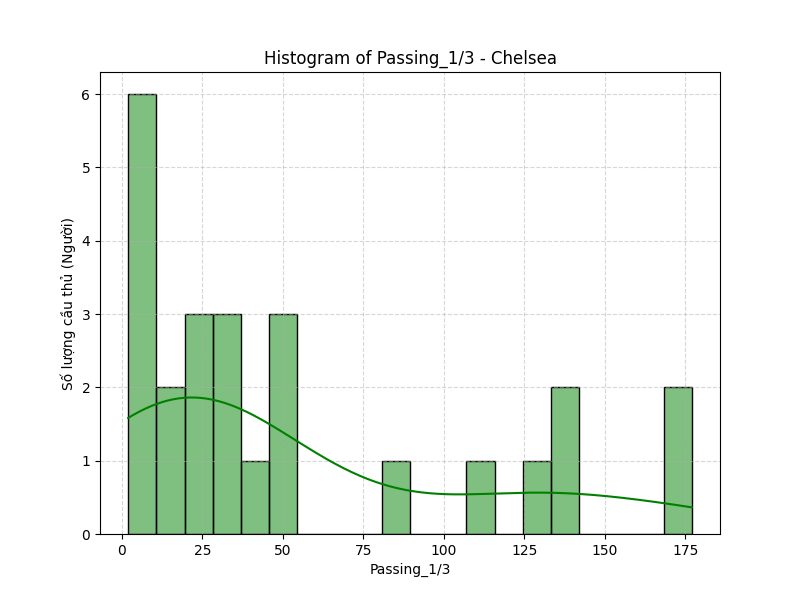 Histogram of Passing_1/3 - Chelsea
6
5
4
3
2
1
0
Số lượng cầu thủ (Người)
0 25 50 75 100 125 150 175
Passing_1/3